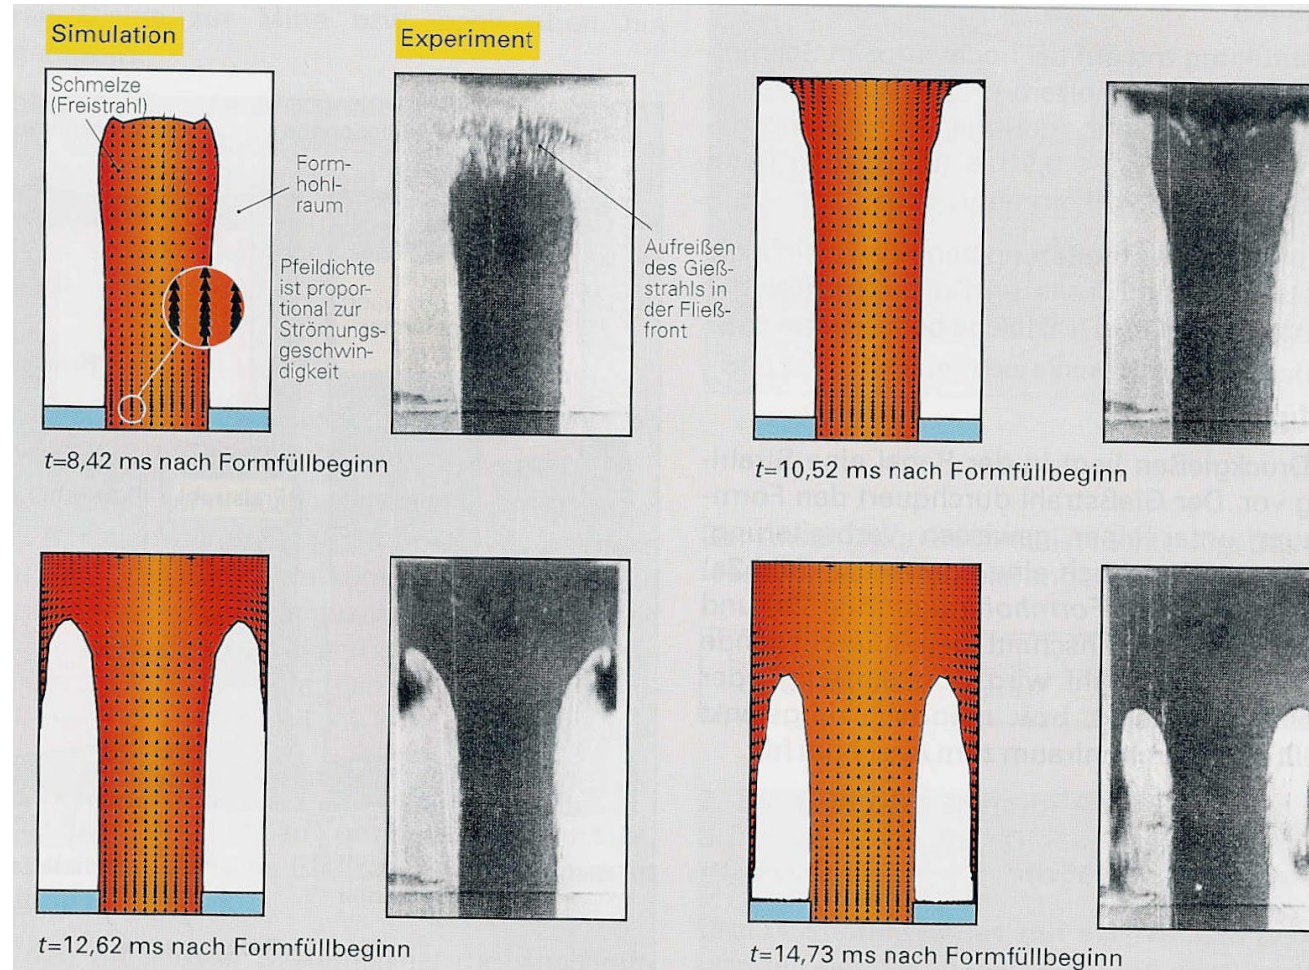 Simulation
Experiment
Schmelze
(Freistrahl)
Form-
hohl-
raum
Pfeildichte
ist propor-
tional zur
Strömungs-
geschwin-
digkeit
Aufreißen
des Gieß-
strahls in
der Fließ-
front
t=8,42 ms nach Formfüllbeginn
t=10,52 ms nach Formfüllbeginn
t=12,62 ms nach Formfüllbeginn
t=14,73 ms nach Formfüllbeginn